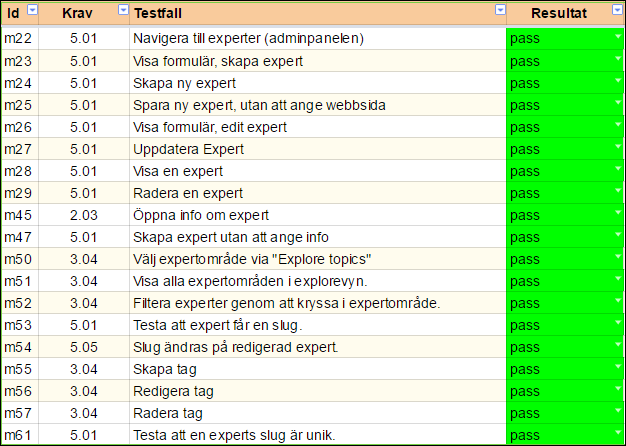 Id Krav Testfall Resultat
m22 5.01 Navigera till experter (adminpanelen) pass
m23 5.01 Visa formulär, skapa expert pass
m24 5.01 Skapa ny expert pass
m25 5.01 Spara ny expert, utan att ange webbsida pass
m26 5.01 Visa formulär, edit expert pass
m27 5.01 Uppdatera Expert pass
m28 5.01 Visa en expert pass
m29 5.01 Radera en expert pass
m45 2.03 Öppna info om expert pass
m47 5.01 Skapa expert utan att ange info pass
m50 3.04 Välj expertområde via "Explore topics" pass
m51 3.04 Visa alla expertområden i explorevyn. pass
m52 3.04 Filtera experter genom att kryssa i expertområde. pass
m53 5.01 Testa att expert får en slug. pass
m54 5.05 Slug ändras på redigerad expert. pass
m55 3.04 Skapa tag pass
m56 3.04 Redigera tag pass
m57 3.04 Radera tag pass
m61 5.01 Testa att en experts slug är unik. pass